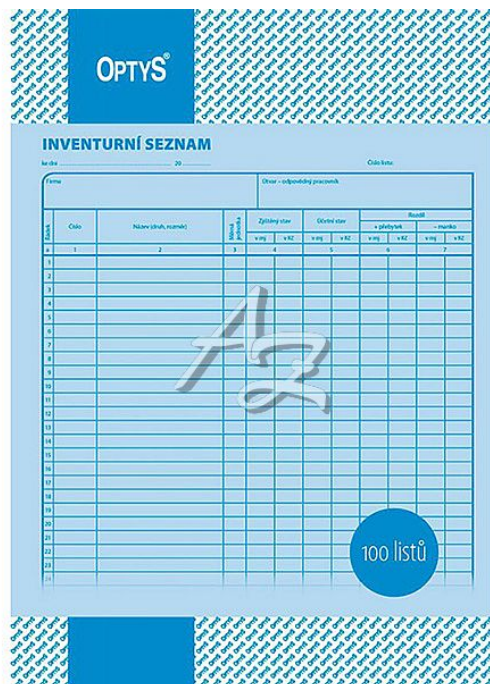 OPTYS®
INVENTURNÍ SEZNAM
ke dni 20 Číslo listu:
Firma Útvar – odpovědný pracovník
Řádek Číslo Název (druh, rozměr) Měrná jednotka Zjištěný stav Účetní stav Rozdíl
+ přebytek – manko
v mj v Kč v mj v Kč v mj v Kč v mj v Kč
a 1 2 3 4 5 6 7
1
2
3
4
5
6
7
8
9
10
11
12
13
14
15
16
17
18
19
20
21
22
23
24
AZ
100 listů